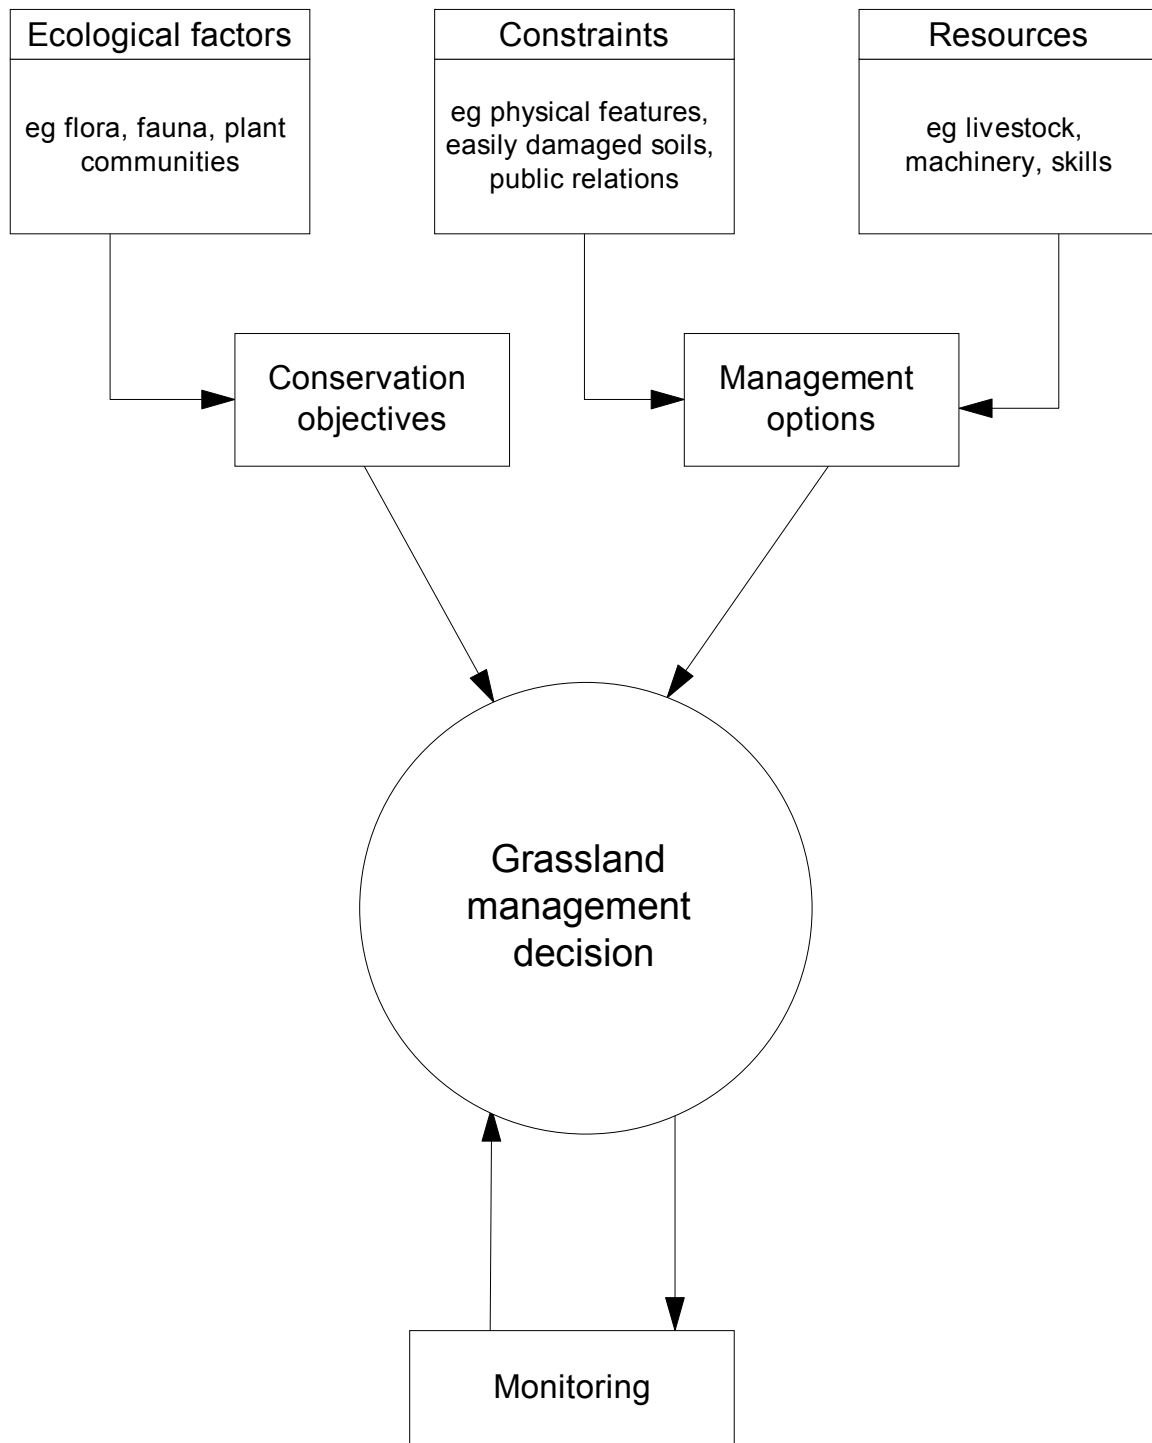 Ecological factors
eg flora, fauna, plant
communities
Constraints
eg physical features,
easily damaged soils,
public relations
Resources
eg livestock,
machinery, skills
Conservation
objectives
Management
options
Grassland
management
decision
Monitoring